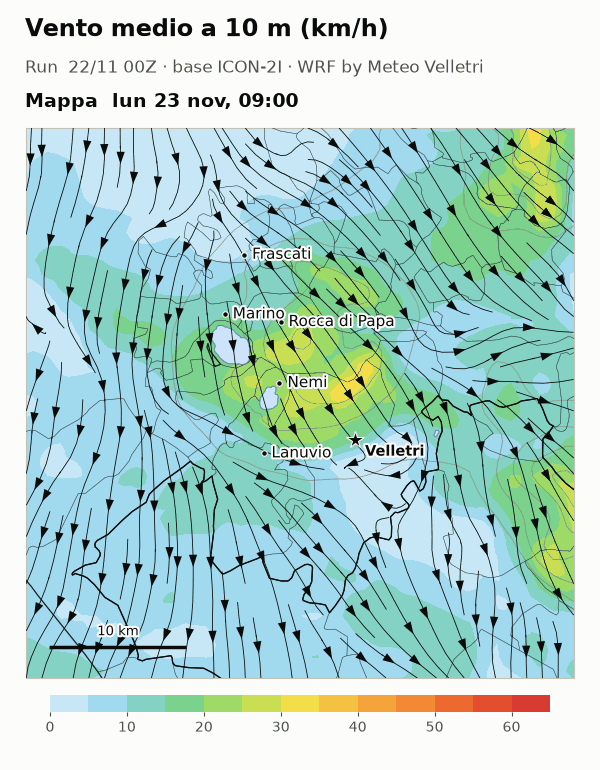 Vento medio a 10 m (km/h)
Run 22/11 00Z · base ICON-2I · WRF by Meteo Velletri
Mappa lun 23 nov, 09:00
Frascati
Marino
Rocca di Papa
Nemi
Velletri
Lanuvio
10 km
0 10 20 30 40 50 60